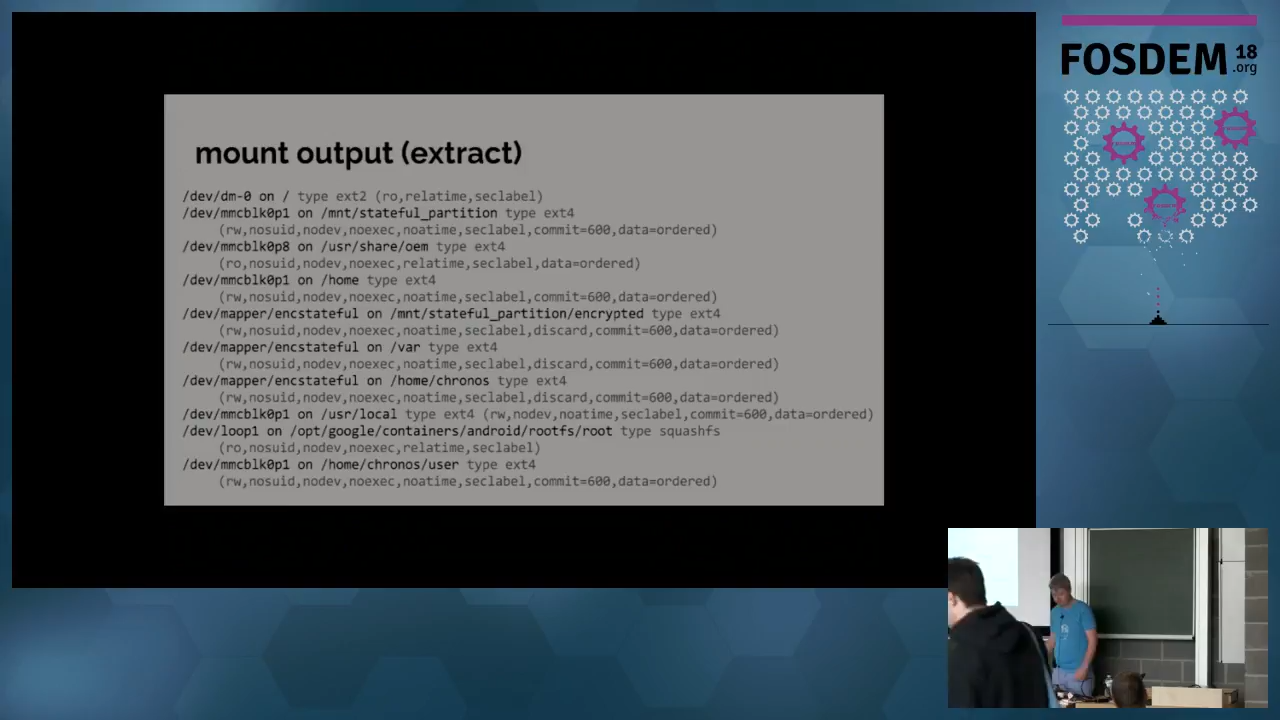 mount output (extract)
/dev/dm-0 on / type ext2 (ro,relatime,seclabel)
/dev/mmcblk0p1 on /mnt/stateful_partition type ext4
(rw,nosuid,nodev,noexec,noatime,seclabel,commit=600,data=ordered)
/dev/mmcblk0p8 on /usr/share/oem type ext4
(ro,nosuid,nodev,noexec,relatime,seclabel,data=ordered)
/dev/mmcblk0p1 on /home type ext4
(rw,nosuid,nodev,noexec,noatime,seclabel,commit=600,data=ordered)
/dev/mapper/encstateful on /mnt/stateful_partition/encrypted type ext4
(rw,nosuid,nodev,noexec,noatime,seclabel,discard,commit=600,data=ordered)
/dev/mapper/encstateful on /var type ext4
(rw,nosuid,nodev,noexec,noatime,seclabel,discard,commit=600,data=ordered)
/dev/mapper/encstateful on /home/chronos type ext4
(rw,nosuid,nodev,noexec,noatime,seclabel,discard,commit=600,data=ordered)
/dev/mmcblk0p1 on /usr/local type ext4 (rw,nodev,noatime,seclabel,commit=600,data=ordered)
/dev/loop1 on /opt/google/containers/android/rootfs/root type squashfs
(ro,nosuid,nodev,noexec,relatime,seclabel)
/dev/mmcblk0p1 on /home/chronos/user type ext4
(rw,nosuid,nodev,noexec,noatime,seclabel,commit=600,data=ordered)
FOSDEM 18
.org